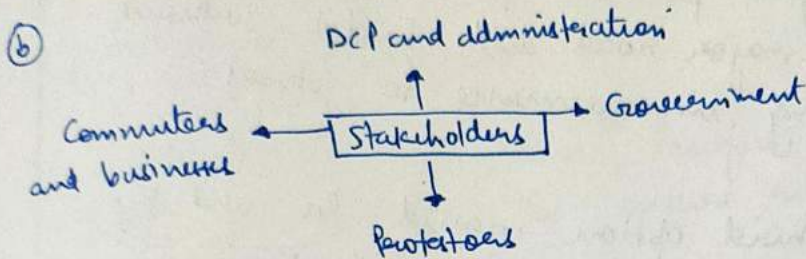 b
DCP and administration
Government
Commuters
and businesses
Stakeholders
Protestors